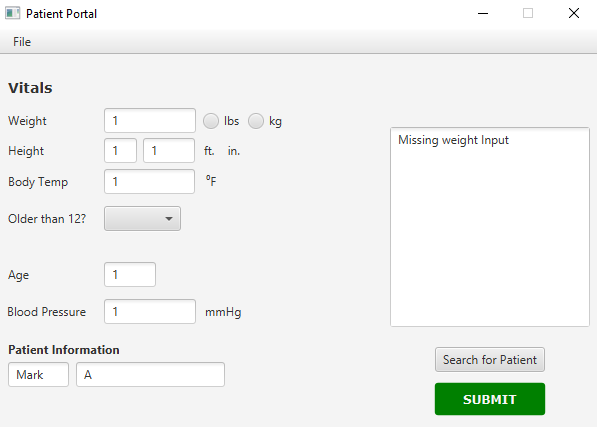 Patient Portal
File
Vitals
Weight 1 lbs kg
Missing weight Input
Height 1 1 ft. in.
Body Temp 1 °F
Older than 12?
Age 1
Blood Pressure 1 mmHg
Patient Information
Mark A
Search for Patient
SUBMIT